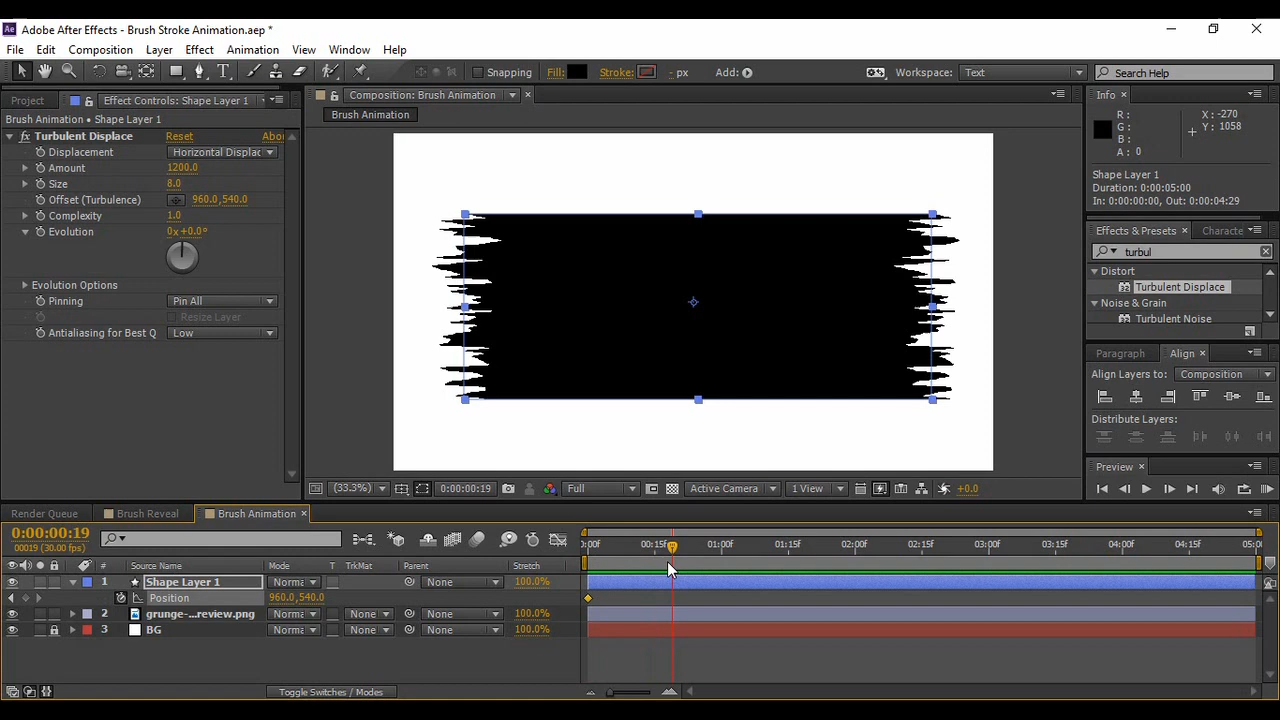 Ae Adobe After Effects - Brush Stroke Animation.aep *
File Edit Composition Layer Effect Animation View Window Help
Snapping Fill: Stroke: - px Add: Workspace: Text Search Help
Project Effect Controls: Shape Layer 1
Composition: Brush Animation
Info
Brush Animation • Shape Layer 1
Brush Animation
R :
G :
B :
A : 0
X : -270
Y : 1058
fx Turbulent Displace Reset Abou
Displacement Horizontal Displac
Amount 1200.0
Size 8.0
Offset (Turbulence) 960.0,540.0
Complexity 1.0
Evolution 0x+0.0°
Evolution Options
Pinning Pin All
Resize Layer
Antialiasing for Best Q Low
Shape Layer 1
Duration: 0:00:05:00
In: 0:00:00:00, Out: 0:00:04:29
Effects & Presets Characte
turbul
Distort
Turbulent Displace
Noise & Grain
Turbulent Noise
Paragraph Align
Align Layers to: Composition
Distribute Layers:
Preview
(33.3%) 0:00:00:19 Full Active Camera 1 View +0.0
Render Queue Brush Reveal Brush Animation
0:00:00:19
00019 (30.00 fps)
:00f 00:15f 01:00f 01:15f 02:00f 02:15f 03:00f 03:15f 04:00f 04:15f 05:0
# Source Name Mode T TrkMat Parent Stretch
1 Shape Layer 1 Norma None 100.0%
Position 960.0,540.0
2 grunge-...review.png Norma None None 100.0%
3 BG Norma None None 100.0%
Toggle Switches / Modes